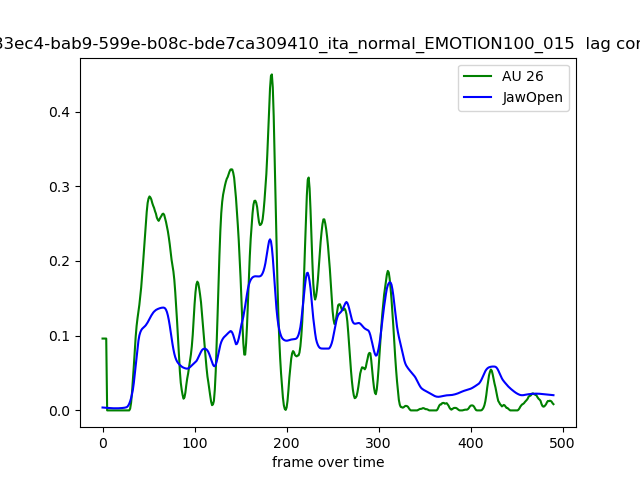 33ec4-bab9-599e-b08c-bde7ca309410_ita_normal_EMOTION100_015 lag cor
AU 26
JawOpen
0.4
0.3
0.2
0.1
0.0
0 100 200 300 400 500
frame over time